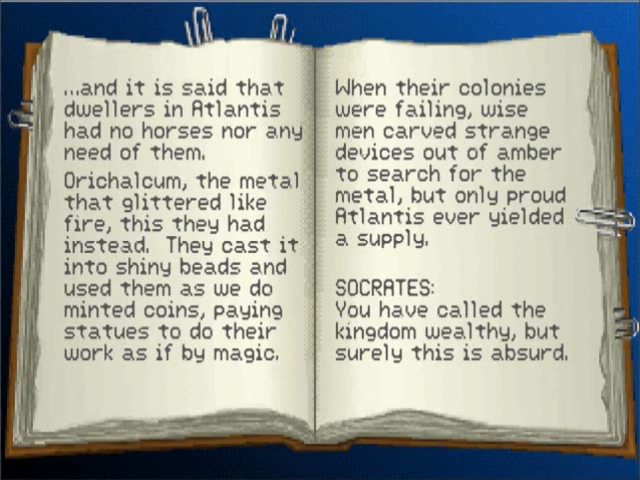 ...and it is said that
dwellers in Atlantis
had no horses nor any
need of them.
Orichalcum, the metal
that glittered like
fire, this they had
instead. They cast it
into shiny beads and
used them as we do
minted coins, paying
statues to do their
work as if by magic.
When their colonies
were failing, wise
men carved strange
devices out of amber
to search for the
metal, but only proud
Atlantis ever yielded
a supply.
SOCRATES:
You have called the
kingdom wealthy, but
surely this is absurd.